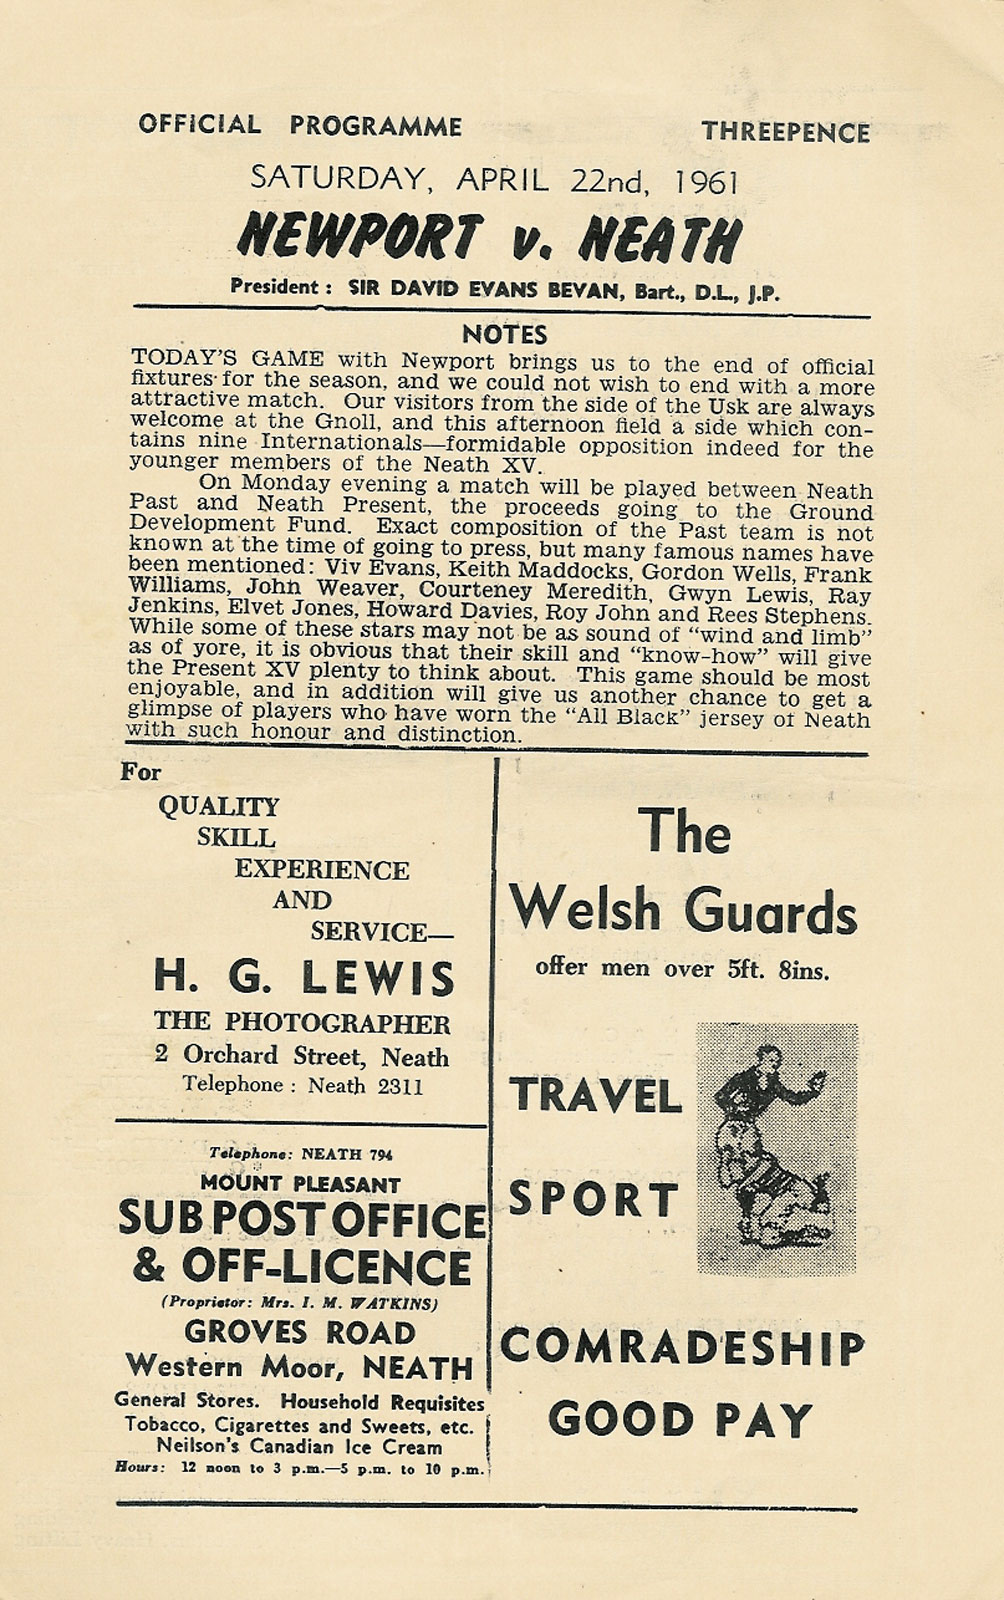 OFFICIAL PROGRAMME THREEPENCE
SATURDAY, APRIL 22nd, 1961
NEWPORT v. NEATH
President : SIR DAVID EVANS BEVAN, Bart., D.L., J.P.
NOTES
TODAY'S GAME with Newport brings us to the end of official
fixtures for the season, and we could not wish to end with a more
attractive match. Our visitors from the side of the Usk are always
welcome at the Gnoll, and this afternoon field a side which con-
tains nine Internationals—formidable opposition indeed for the
younger members of the Neath XV.
On Monday evening a match will be played between Neath
Past and Neath Present, the proceeds going to the Ground
Development Fund. Exact composition of the Past team is not
known at the time of going to press, but many famous names have
been mentioned: Viv Evans, Keith Maddocks, Gordon Wells, Frank
Williams, John Weaver, Courteney Meredith, Gwyn Lewis, Ray
Jenkins, Elvet Jones, Howard Davies, Roy John and Rees Stephens.
While some of these stars may not be as sound of "wind and limb"
as of yore, it is obvious that their skill and "know-how" will give
the Present XV plenty to think about. This game should be most
enjoyable, and in addition will give us another chance to get a
glimpse of players who have worn the "All Black" jersey of Neath
with such honour and distinction.
For
QUALITY
SKILL
EXPERIENCE
AND
SERVICE—
H. G. LEWIS
THE PHOTOGRAPHER
2 Orchard Street, Neath
Telephone : Neath 2311
Telephone: NEATH 794
MOUNT PLEASANT
SUB POST OFFICE
& OFF-LICENCE
(Proprietor: Mrs. I. M. WATKINS)
GROVES ROAD
Western Moor, NEATH
General Stores. Household Requisites
Tobacco, Cigarettes and Sweets, etc.
Neilson's Canadian Ice Cream
Hours: 12 noon to 3 p.m.—5 p.m. to 10 p.m.
The
Welsh Guards
offer men over 5ft. 8ins.
TRAVEL
SPORT
COMRADESHIP
GOOD PAY